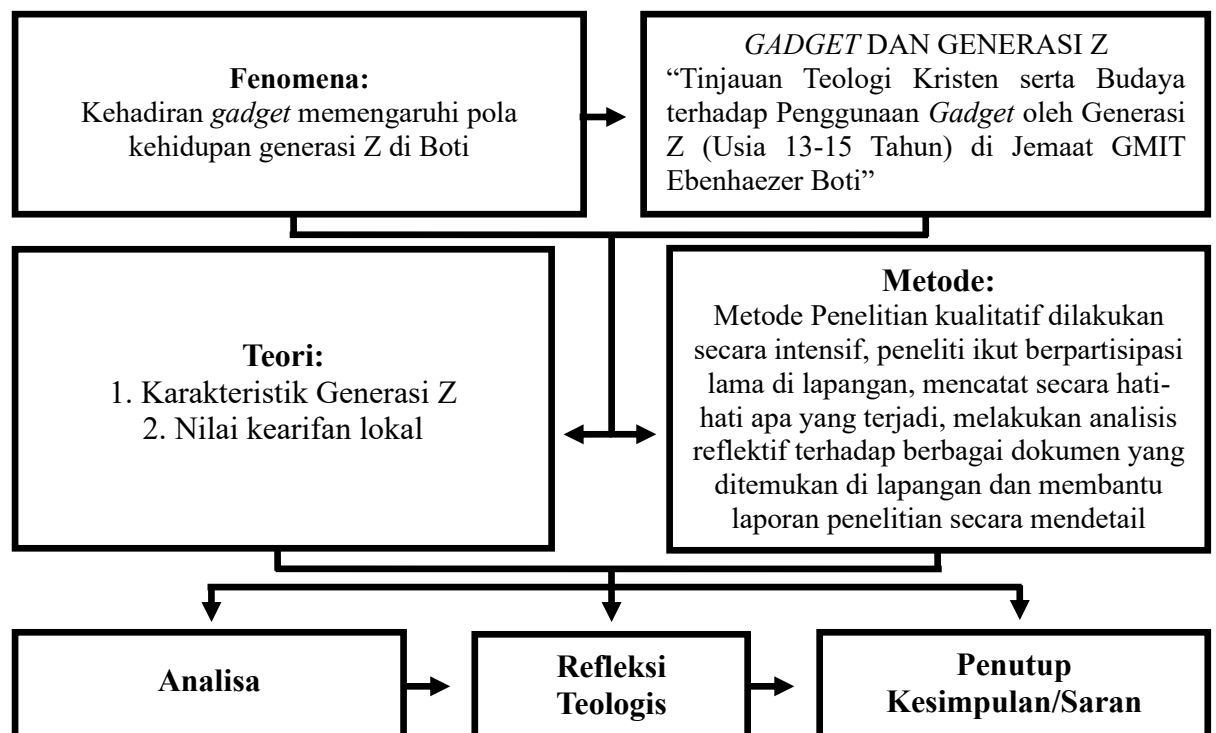 Fenomena:
Kehadiran gadget memengaruhi pola
kehidupan generasi Z di Boti
GADGET DAN GENERASI Z
“Tinjauan Teologi Kristen serta Budaya
terhadap Penggunaan Gadget oleh Generasi
Z (Usia 13-15 Tahun) di Jemaat GMIT
Ebenhaezer Boti”
Teori:
1. Karakteristik Generasi Z
2. Nilai kearifan lokal
Metode:
Metode Penelitian kualitatif dilakukan
secara intensif, peneliti ikut berpartisipasi
lama di lapangan, mencatat secara hati-
hati apa yang terjadi, melakukan analisis
reflektif terhadap berbagai dokumen yang
ditemukan di lapangan dan membantu
laporan penelitian secara mendetail
Analisa
Refleksi
Teologis
Penutup
Kesimpulan/Saran